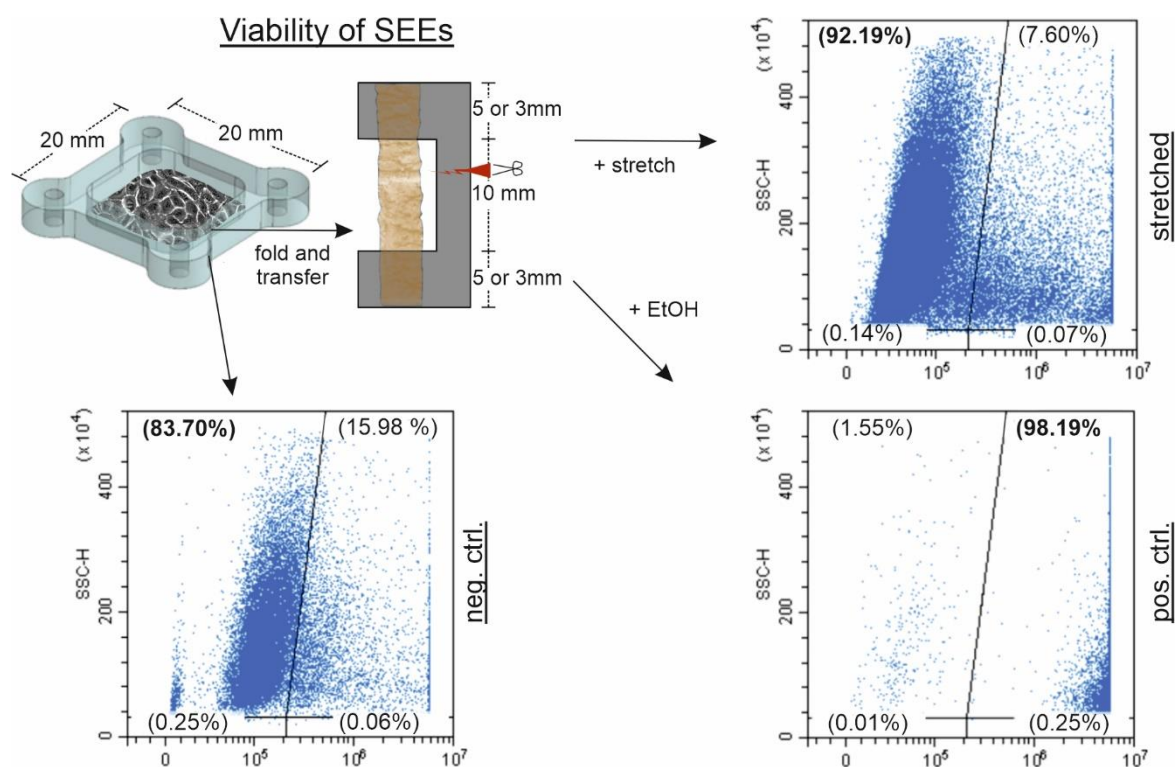 Viability of SEEs
20 mm
20 mm
fold and
transfer
5 or 3mm
10 mm
5 or 3mm
+ stretch
+ EtOH
(92.19%)
(7.60%)
(x 10⁴)
400
SSC-H
200
0
(0.14%)
(0.07%)
0
10⁵
10⁶
10⁷
stretched
(83.70%)
(15.98 %)
(x 10⁴)
400
SSC-H
200
0
(0.25%)
(0.06%)
0
10⁵
10⁶
10⁷
neg. ctrl.
(1.55%)
(98.19%
(x 10⁴)
400
SSC-H
200
0
(0.01%)
(0.25%)
0
10⁵
10⁶
10⁷
pos. ctrl.